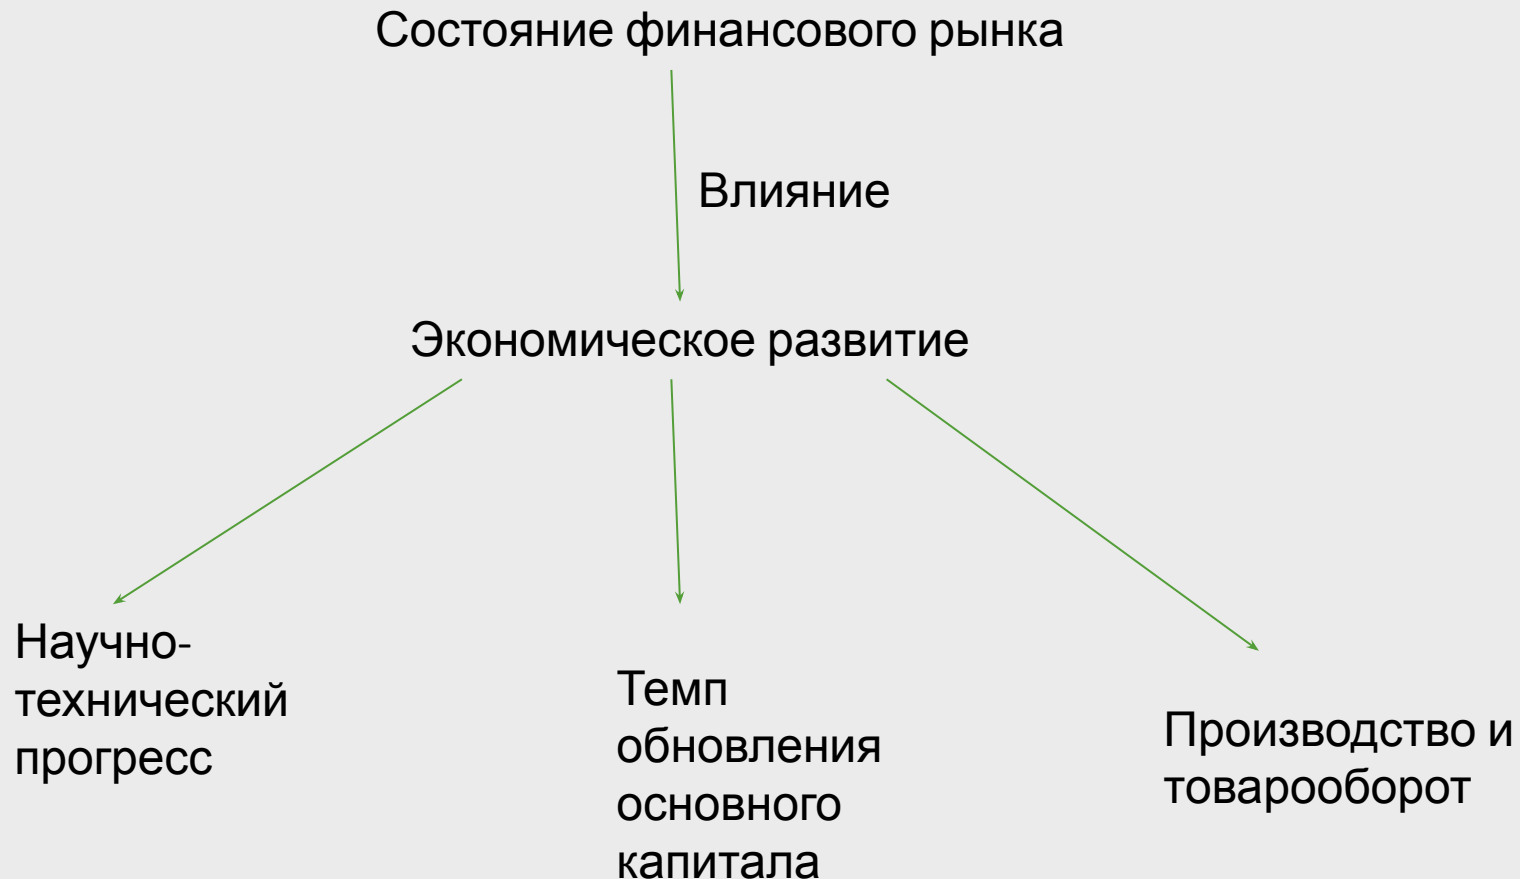 Состояние финансового рынка
Влияние
Экономическое развитие
Научно-
технический
прогресс
Темп
обновления
основного
капитала
Производство и
товарооборот